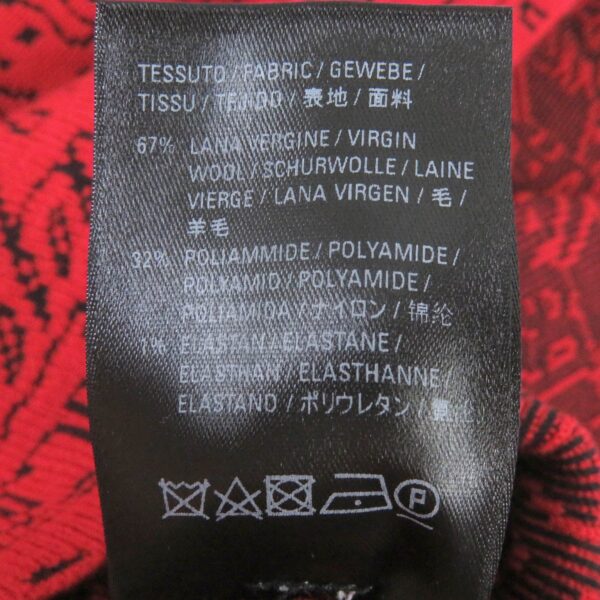 TESSUTO / FABRIC / GEWEBE /
TISSU / TEJIDO / 表地 / 面料
67% LANA VERGINE / VIRGIN
WOOL / SCHURWOLLE / LAINE
VIERGE / LANA VIRGEN / 毛 /
羊毛
32% POLIAMMIDE / POLYAMIDE /
POLYAMID / POLYAMIDE /
POLIAMIDA / ナイロン / 锦纶
1% ELASTAN / ELASTANE /
ELASTHAN / ELASTHANNE /
ELASTANO / ポリウレタン /
P